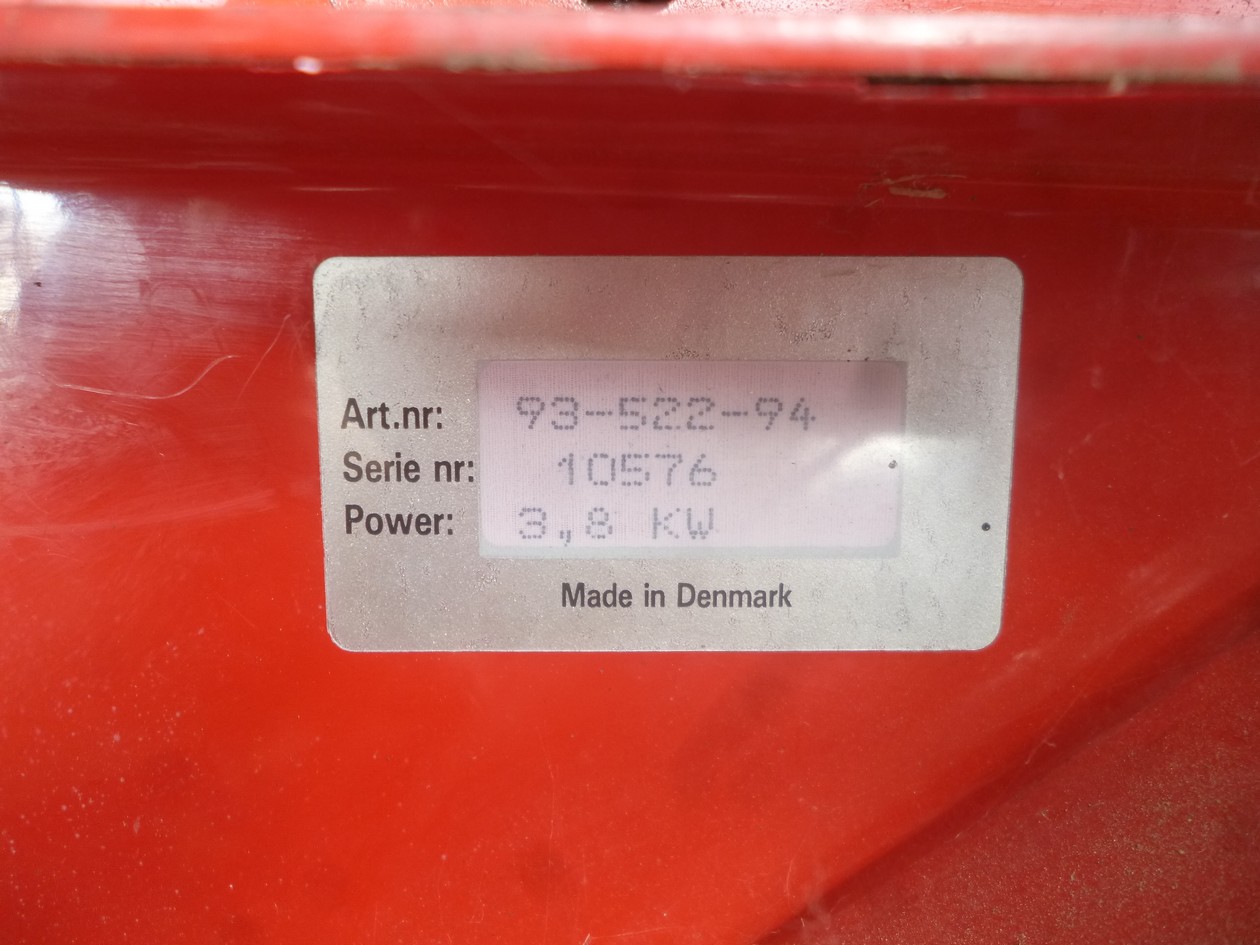 Art.nr: 93-522-94
Serie nr: 10576
Power: 3,8 KW
Made in Denmark